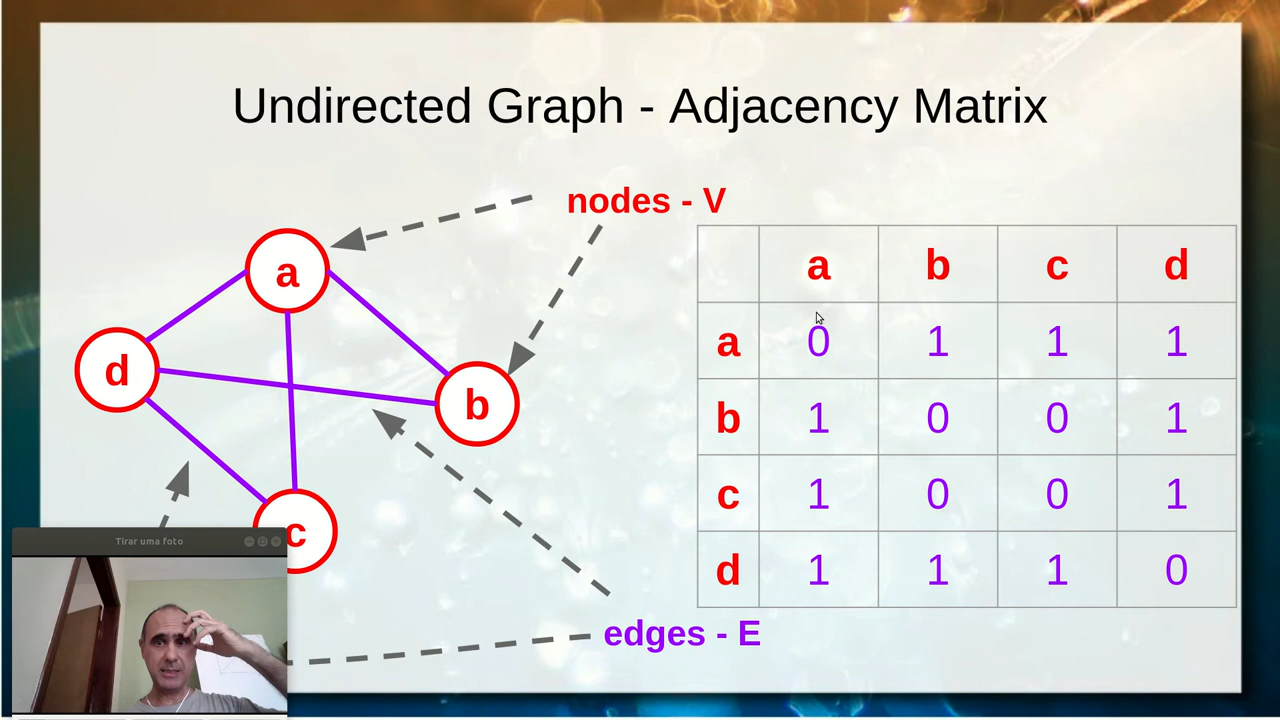 Undirected Graph - Adjacency Matrix
nodes - V
a
d
b
c
a b c d
a 0 1 1 1
b 1 0 0 1
c 1 0 0 1
d 1 1 1 0
edges - E
Tirar uma foto